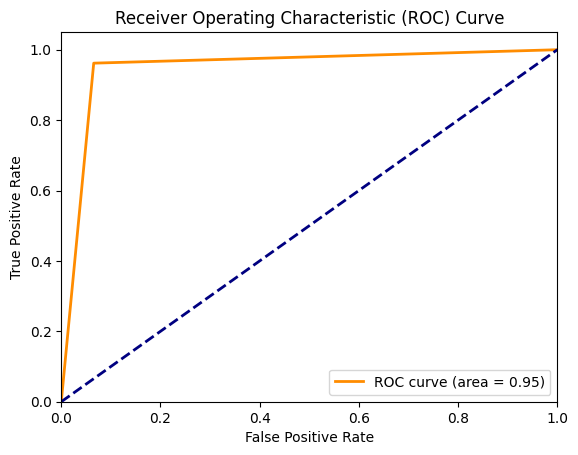 Receiver Operating Characteristic (ROC) Curve
1.0
0.8
0.6
0.4
0.2
0.0
True Positive Rate
ROC curve (area = 0.95)
0.0 0.2 0.4 0.6 0.8 1.0
False Positive Rate